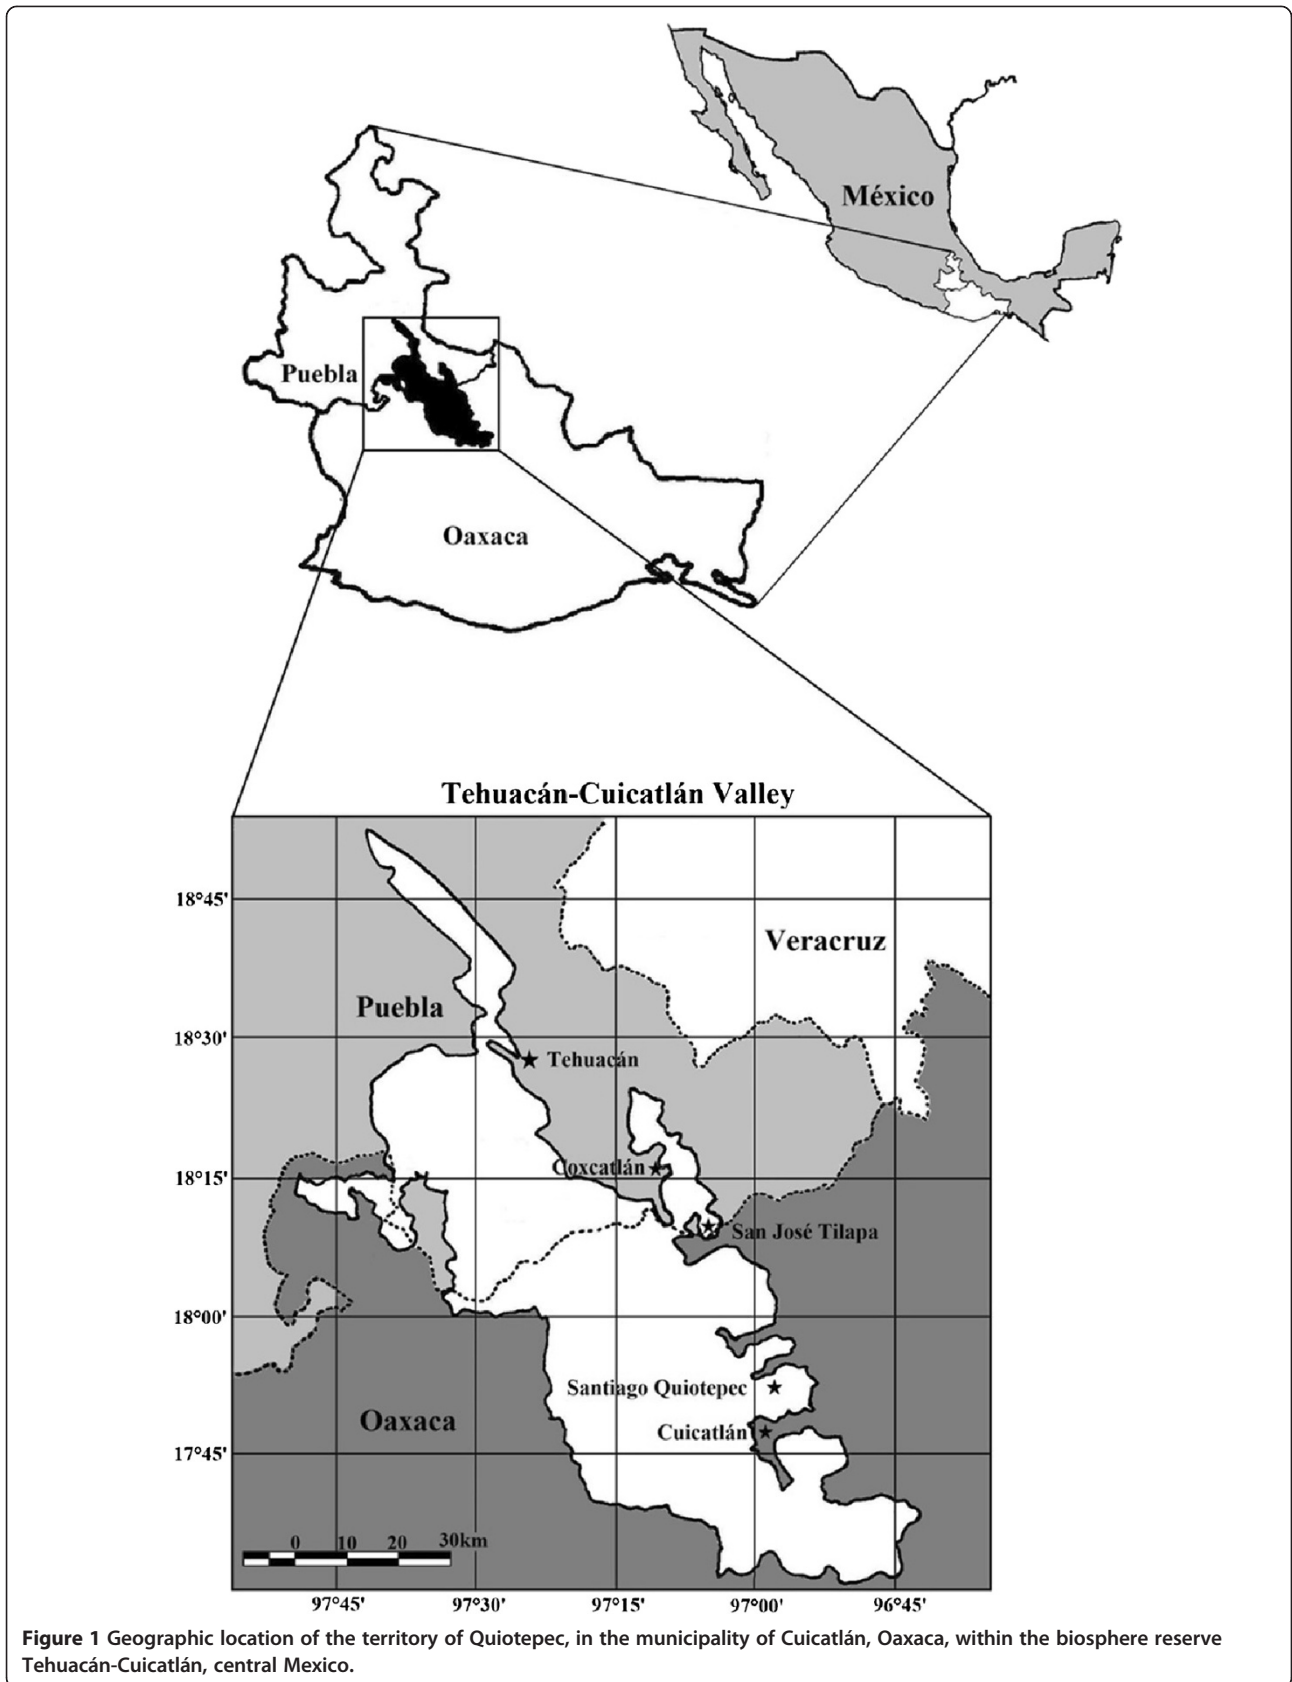 México
Puebla
Oaxaca
Tehuacán-Cuicatlán Valley
18°45'
Veracruz
Puebla
18°30'
Tehuacán
Coxcatlán
18°15'
San José Tilapa
18°00'
Santiago Quiotepec
Oaxaca
Cuicatlán
17°45'
0 10 20 30km
97°45' 97°30' 97°15' 97°00' 96°45'
Figure 1 Geographic location of the territory of Quiotepec, in the municipality of Cuicatlán, Oaxaca, within the biosphere reserve
Tehuacán-Cuicatlán, central Mexico.